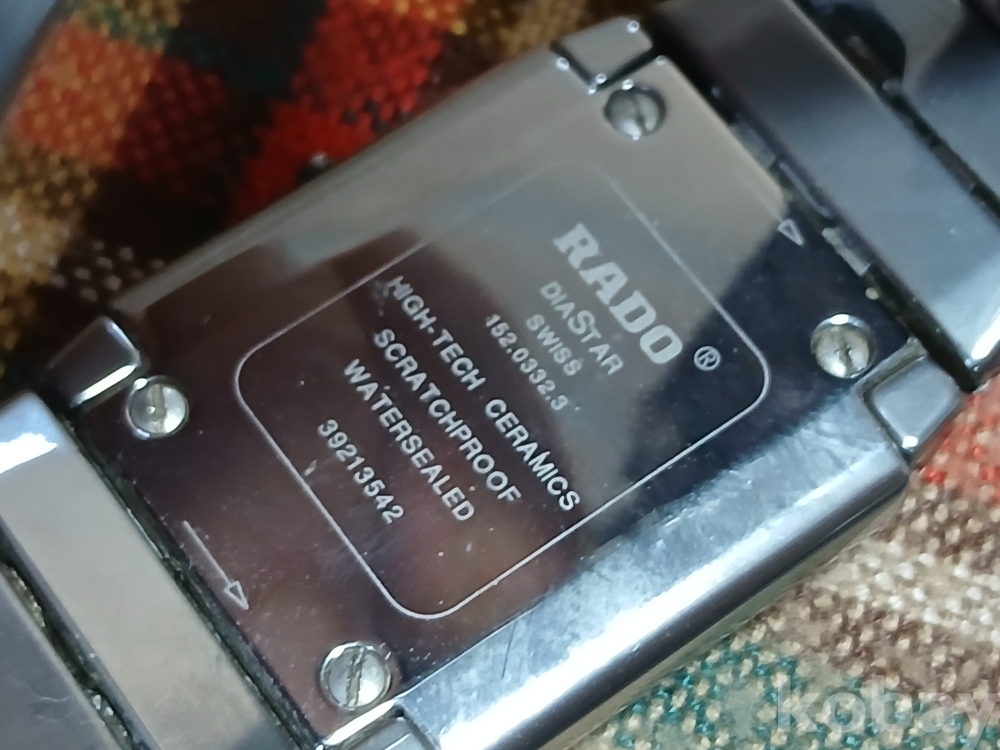 RADO®
DIASTAR
SWISS
152.0332.3
HIGH-TECH CERAMICS
SCRATCHPROOF
WATERSEALED
39213542
kobay